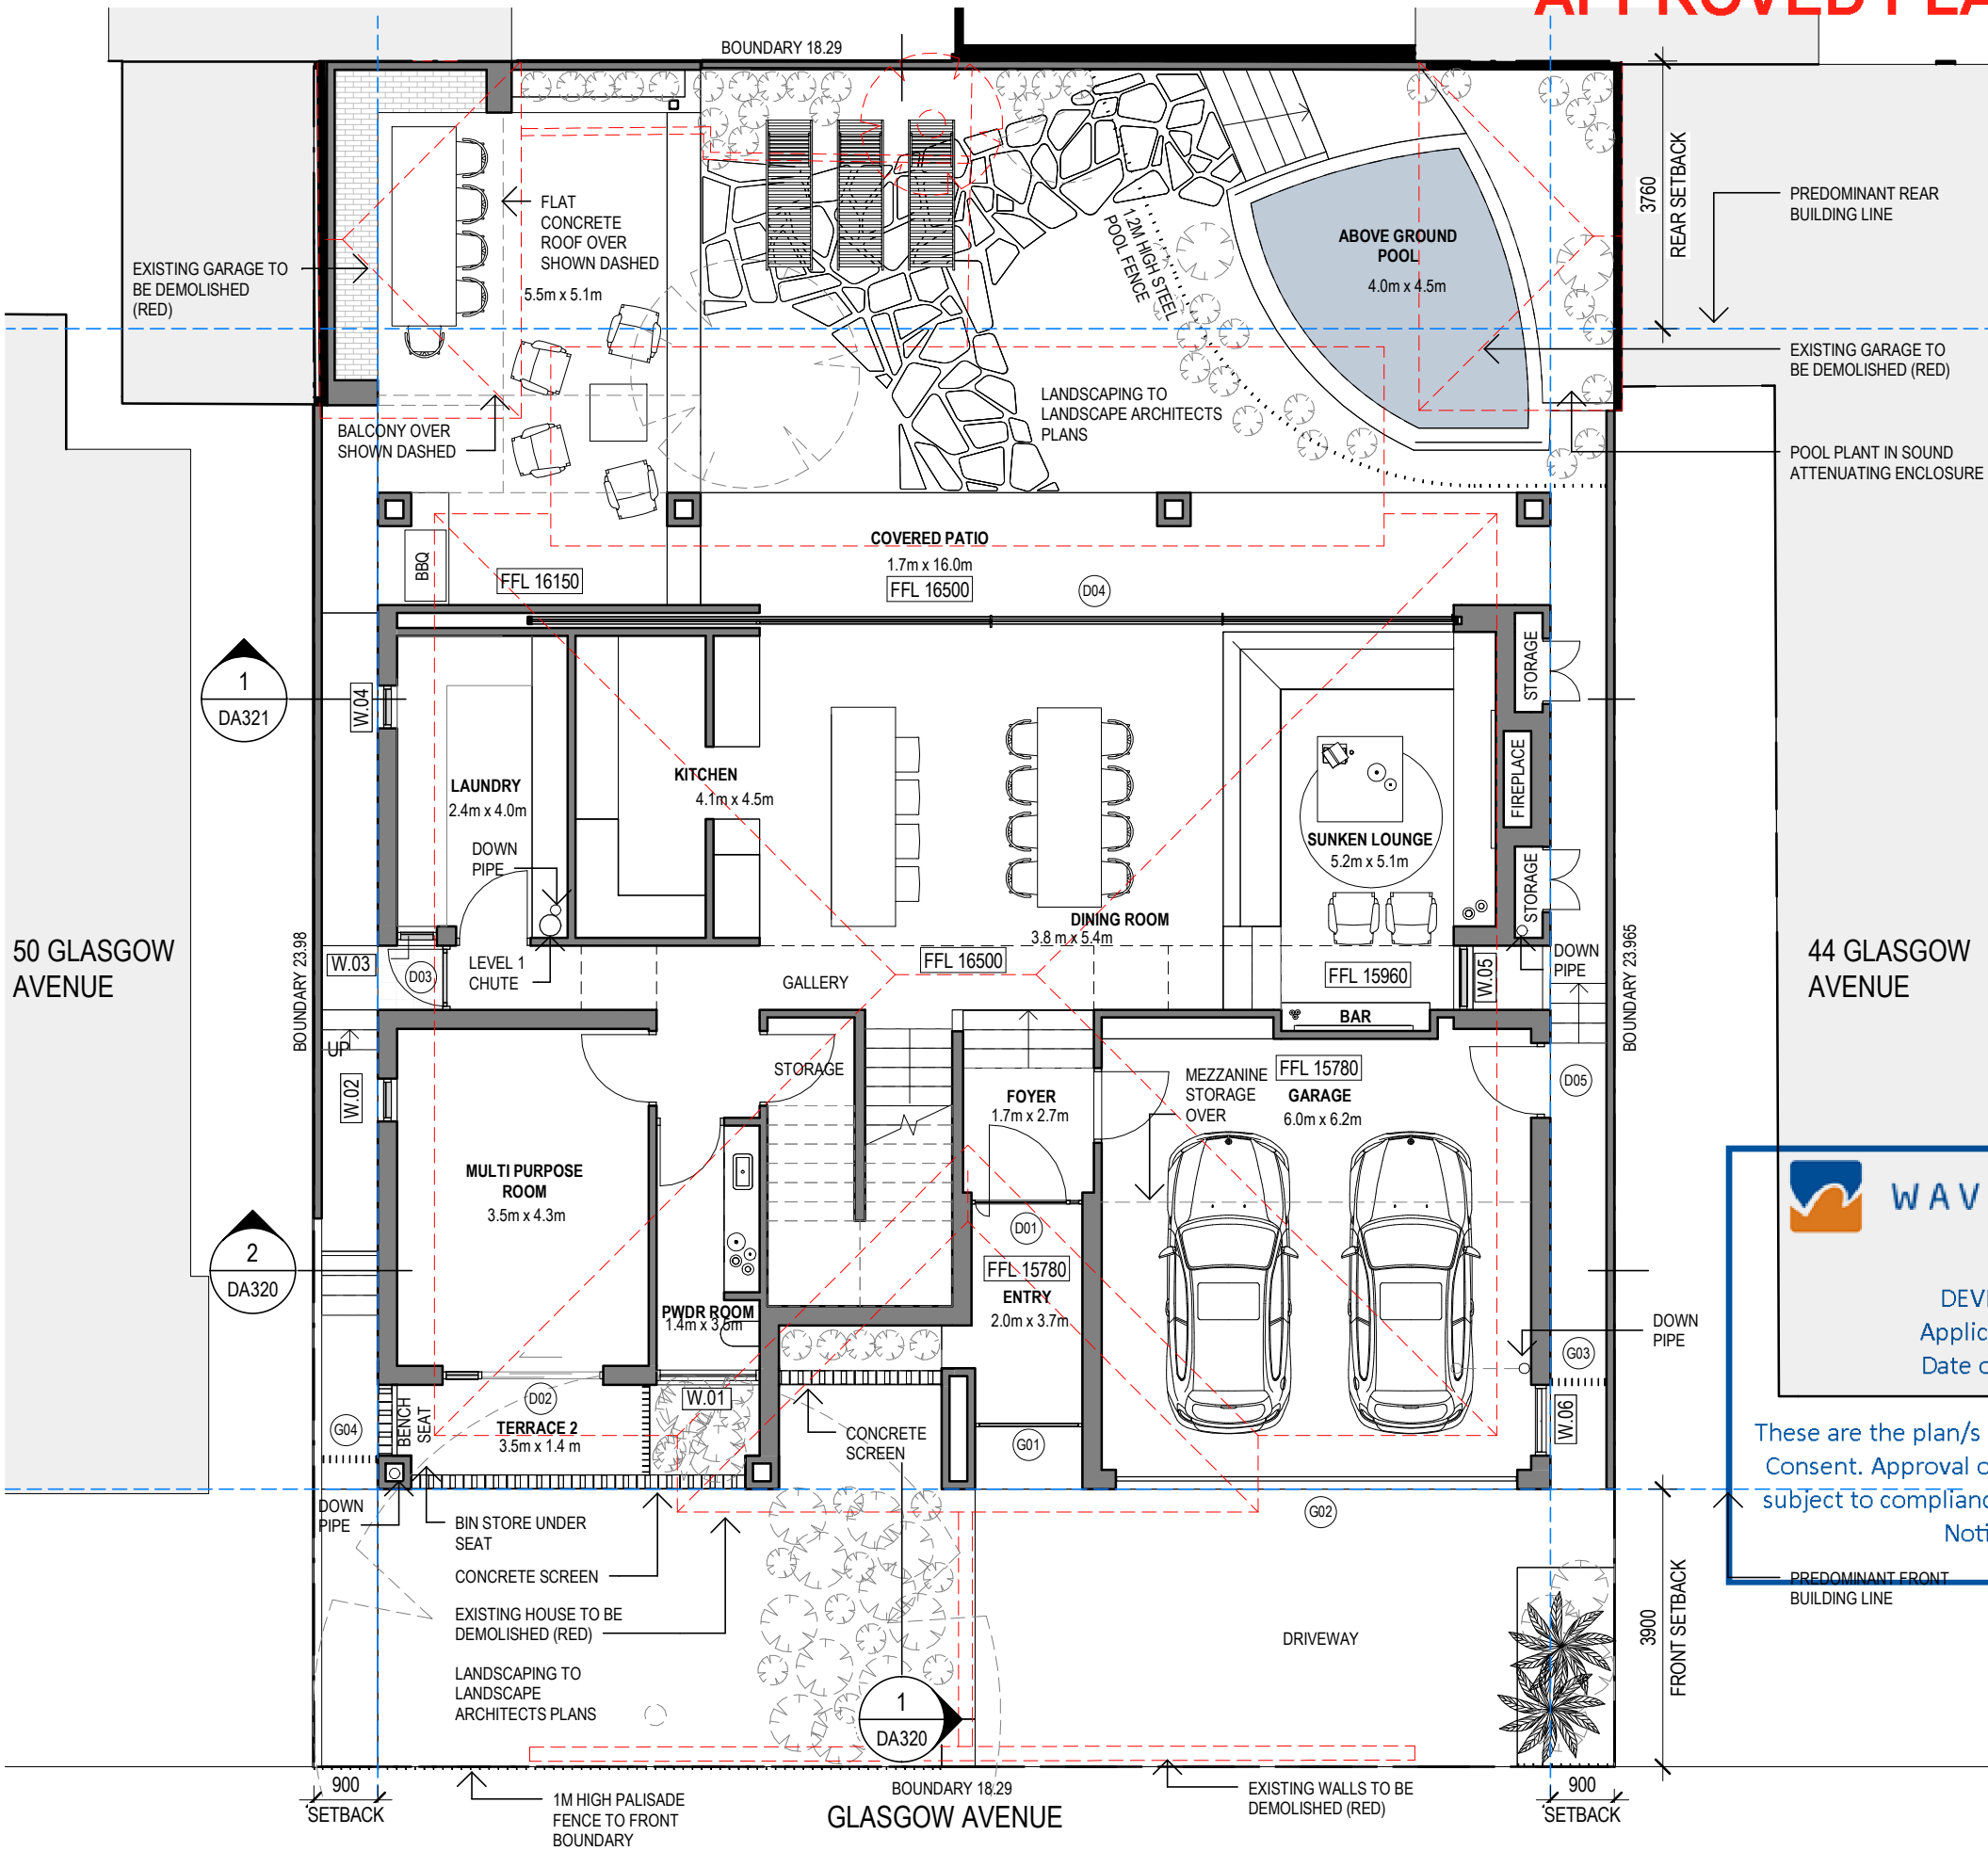 BOUNDARY 18.29
FLAT
CONCRETE
ROOF OVER
SHOWN DASHED
5.5m x 5.1m
EXISTING GARAGE TO
BE DEMOLISHED
(RED)
BALCONY OVER
SHOWN DASHED
1.2M HIGH STEEL
POOL FENCE
ABOVE GROUND
POOL
4.0m x 4.5m
LANDSCAPING TO
LANDSCAPE ARCHITECTS
PLANS
3760
REAR SETBACK
PREDOMINANT REAR
BUILDING LINE
EXISTING GARAGE TO
BE DEMOLISHED (RED)
POOL PLANT IN SOUND
ATTENUATING ENCLOSURE
COVERED PATIO
1.7m x 16.0m
FFL 16500
BBQ
FFL 16150
D04
1
DA321
W.04
LAUNDRY
2.4m x 4.0m
DOWN
PIPE
KITCHEN
4.1m x 4.5m
STORAGE
FIREPLACE
STORAGE
SUNKEN LOUNGE
5.2m x 5.1m
DINING ROOM
3.8 m x 5.4m
50 GLASGOW
AVENUE
BOUNDARY 23.98
W.03
D03
LEVEL 1
CHUTE
GALLERY
FFL 16500
FFL 15960
W.05
DOWN
PIPE
BOUNDARY 23.965
44 GLASGOW
AVENUE
BAR
UP
W.02
STORAGE
FOYER
1.7m x 2.7m
MEZZANINE
STORAGE
OVER
FFL 15780
GARAGE
6.0m x 6.2m
D05
MULTI PURPOSE
ROOM
3.5m x 4.3m
2
DA320
PWDR ROOM
1.4m x 3.5m
D01
FFL 15780
ENTRY
2.0m x 3.7m
W A V
DEV
Applic
Date
DOWN
PIPE
G03
G04
BENCH
SEAT
D02
TERRACE 2
3.5m x 1.4 m
W.01
CONCRETE
SCREEN
G01
W.06
These are the plan/s
Consent. Approval
subject to complianc
Noti
DOWN
PIPE
BIN STORE UNDER
SEAT
CONCRETE SCREEN
EXISTING HOUSE TO BE
DEMOLISHED (RED)
LANDSCAPING TO
LANDSCAPE
ARCHITECTS PLANS
G02
DRIVEWAY
3900
FRONT SETBACK
PREDOMINANT FRONT
BUILDING LINE
1
DA320
900
SETBACK
1M HIGH PALISADE
FENCE TO FRONT
BOUNDARY
BOUNDARY 18.29
GLASGOW AVENUE
EXISTING WALLS TO BE
DEMOLISHED (RED)
900
SETBACK